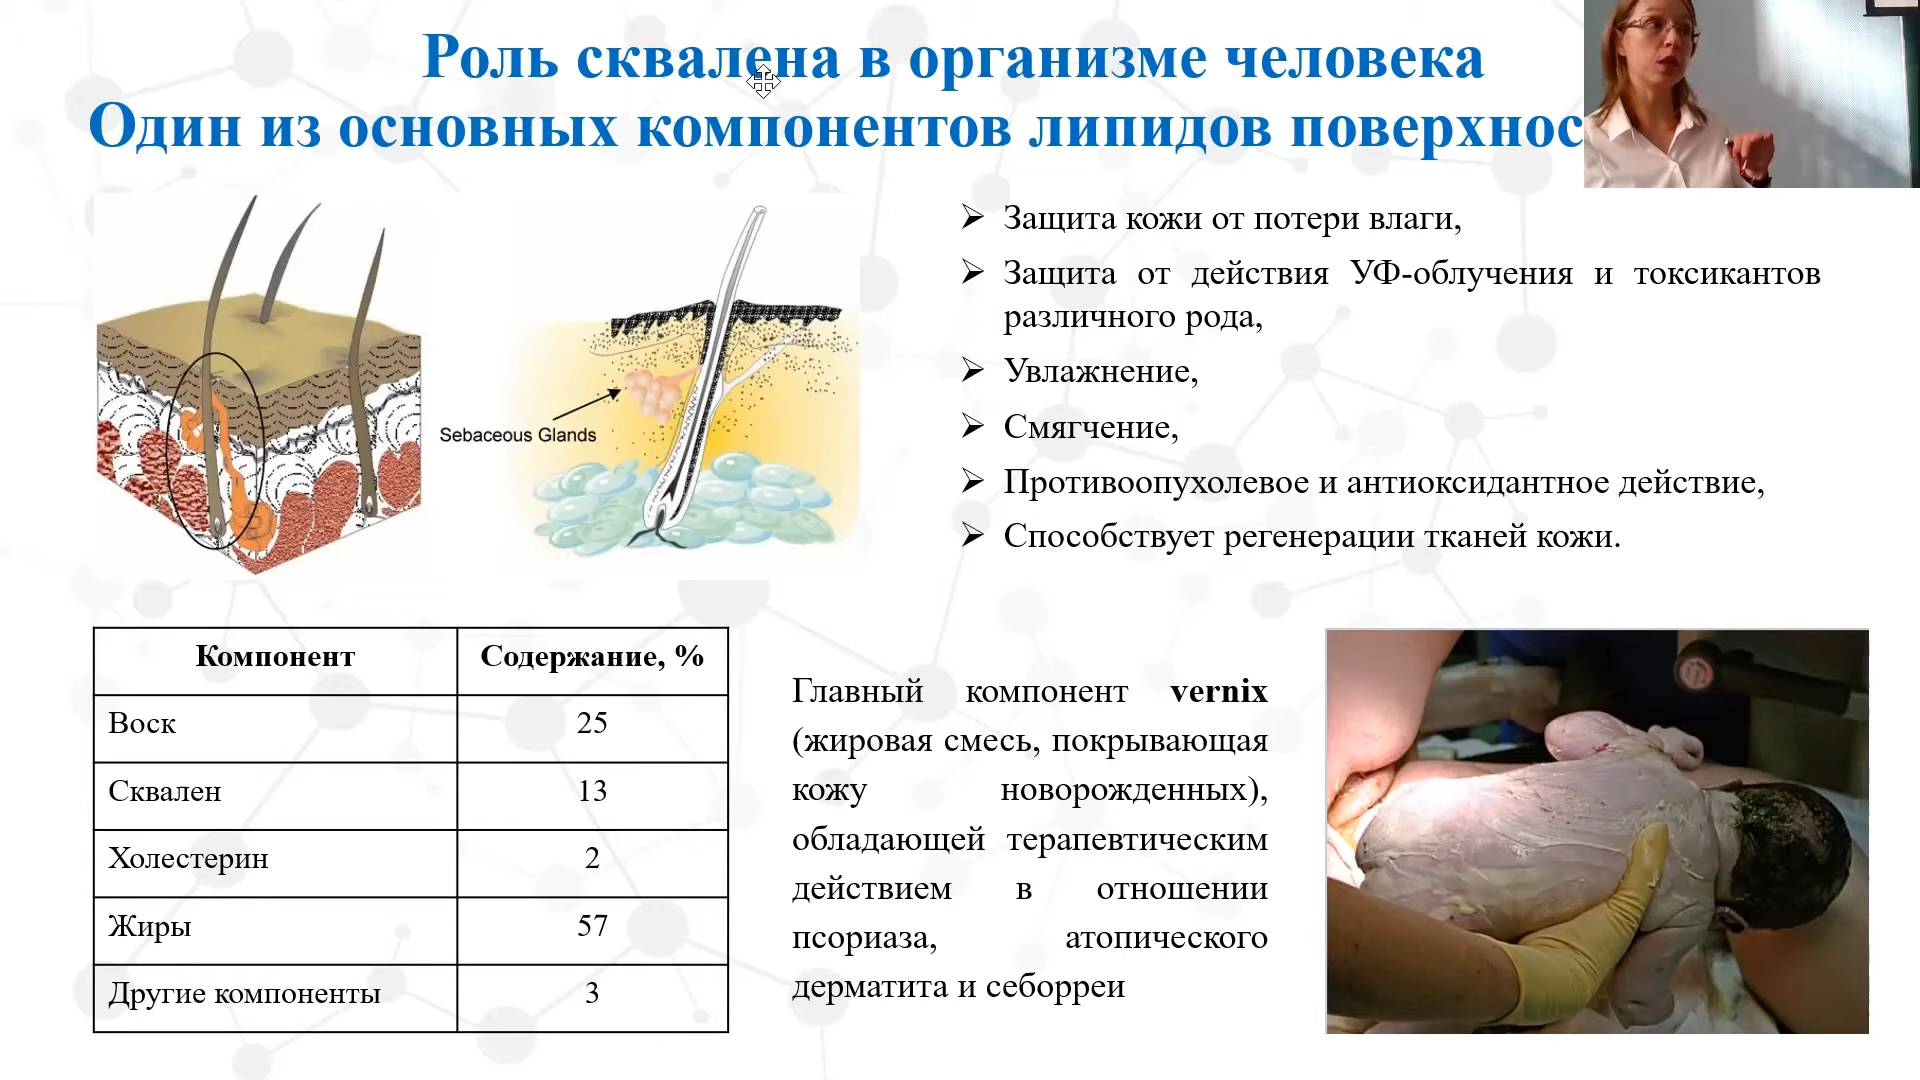 Роль сквалена в организме человека
Один из основных компонентов липидов
Защита кожи от потери влаги,
Защита от действия УФ-облучения и токсикантов
различного рода,
Увлажнение,
Смягчение,
Противоопухолевое и антиоксидантное действие,
Способствует регенерации тканей кожи.
Sebaceous Glands
Компонент Содержание, %
Воск 25
Сквален 13
Холестерин 2
Жиры 57
Другие компоненты 3
Главный компонент vernix
(жировая смесь, покрывающая
кожу новорожденных),
обладающей терапевтическим
действием в отношении
псориаза, атопического
дерматита и себорреи